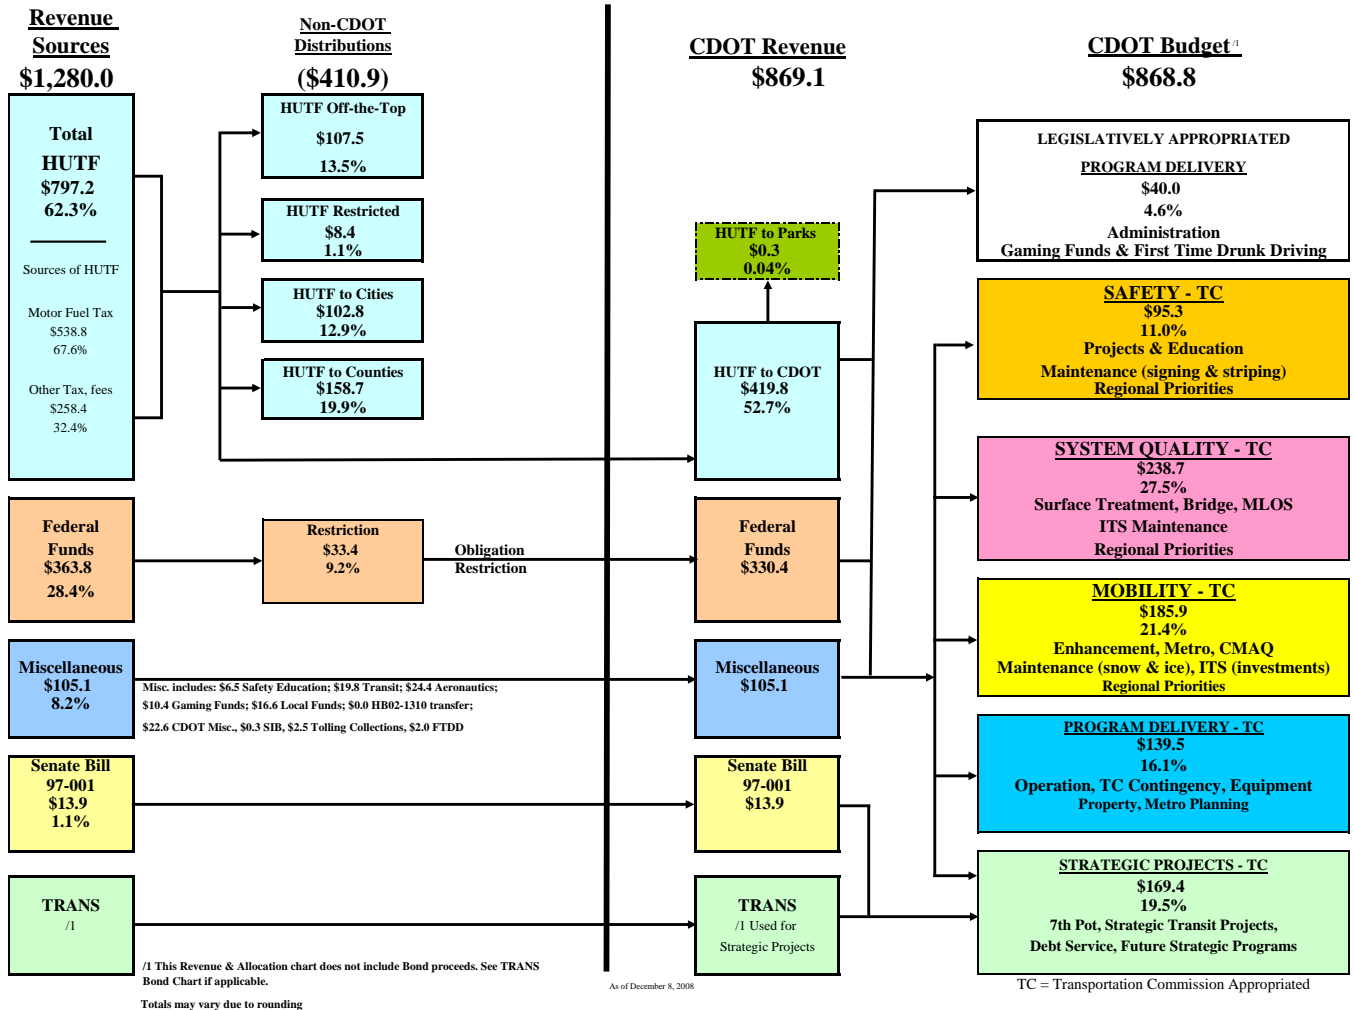 Revenue
Sources
$1,280.0
Non-CDOT
Distributions
($410.9)
CDOT Revenue
$869.1
CDOT Budget /1
$868.8
Total
HUTF
$797.2
62.3%
Sources of HUTF
Motor Fuel Tax
$538.8
67.6%
Other Tax, fees
$258.4
32.4%
HUTF Off-the-Top
$107.5
13.5%
HUTF Restricted
$8.4
1.1%
HUTF to Cities
$102.8
12.9%
HUTF to Counties
$158.7
19.9%
HUTF to Parks
$0.3
0.04%
HUTF to CDOT
$419.8
52.7%
LEGISLATIVELY APPROPRIATED
PROGRAM DELIVERY
$40.0
4.6%
Administration
Gaming Funds & First Time Drunk Driving
SAFETY - TC
$95.3
11.0%
Projects & Education
Maintenance (signing & striping)
Regional Priorities
SYSTEM QUALITY - TC
$238.7
27.5%
Surface Treatment, Bridge, MLOS
ITS Maintenance
Regional Priorities
Federal
Funds
$363.8
28.4%
Restriction
$33.4
9.2%
Obligation
Restriction
Federal
Funds
$330.4
MOBILITY - TC
$185.9
21.4%
Enhancement, Metro, CMAQ
Maintenance (snow & ice), ITS (investments)
Regional Priorities
Miscellaneous
$105.1
8.2%
Misc. includes: $6.5 Safety Education; $19.8 Transit; $24.4 Aeronautics;
$10.4 Gaming Funds; $16.6 Local Funds; $0.0 HB02-1310 transfer;
$22.6 CDOT Misc., $0.3 SIB, $2.5 Tolling Collections, $2.0 FTDD
Miscellaneous
$105.1
PROGRAM DELIVERY - TC
$139.5
16.1%
Operation, TC Contingency, Equipment
Property, Metro Planning
Senate Bill
97-001
$13.9
1.1%
Senate Bill
97-001
$13.9
STRATEGIC PROJECTS - TC
$169.4
19.5%
7th Pot, Strategic Transit Projects,
Debt Service, Future Strategic Programs
TRANS
/1
TRANS
/1 Used for
Strategic Projects
/1 This Revenue & Allocation chart does not include Bond proceeds. See TRANS
Bond Chart if applicable.
Totals may vary due to rounding
As of December 8, 2008
TC = Transportation Commission Appropriated